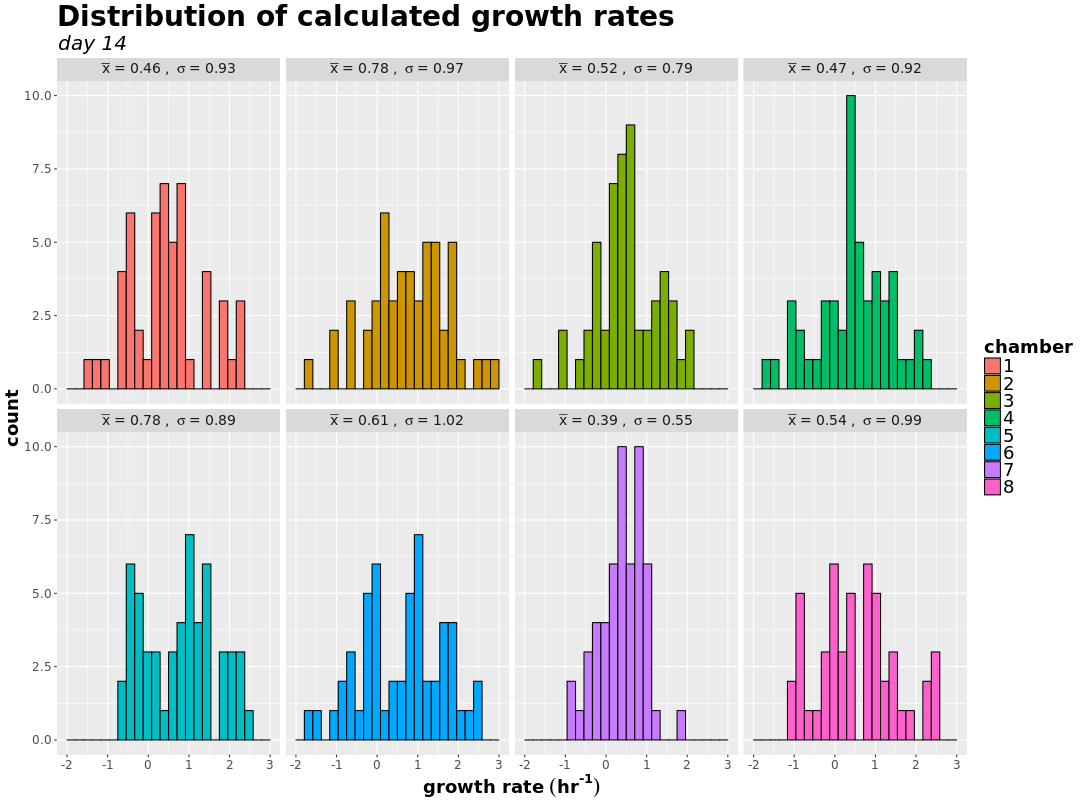 Distribution of calculated growth rates
day 14
x̅ = 0.46 , σ = 0.93
x̅ = 0.78 , σ = 0.97
x̅ = 0.52 , σ = 0.79
x̅ = 0.47 , σ = 0.92
10.0
7.5
5.0
2.5
0.0
x̅ = 0.78 , σ = 0.89
x̅ = 0.61 , σ = 1.02
x̅ = 0.39 , σ = 0.55
x̅ = 0.54 , σ = 0.99
10.0
7.5
5.0
2.5
0.0
-2 -1 0 1 2 3
-2 -1 0 1 2 3
-2 -1 0 1 2 3
-2 -1 0 1 2 3
growth rate (hr⁻¹)
count
chamber
1
2
3
4
5
6
7
8